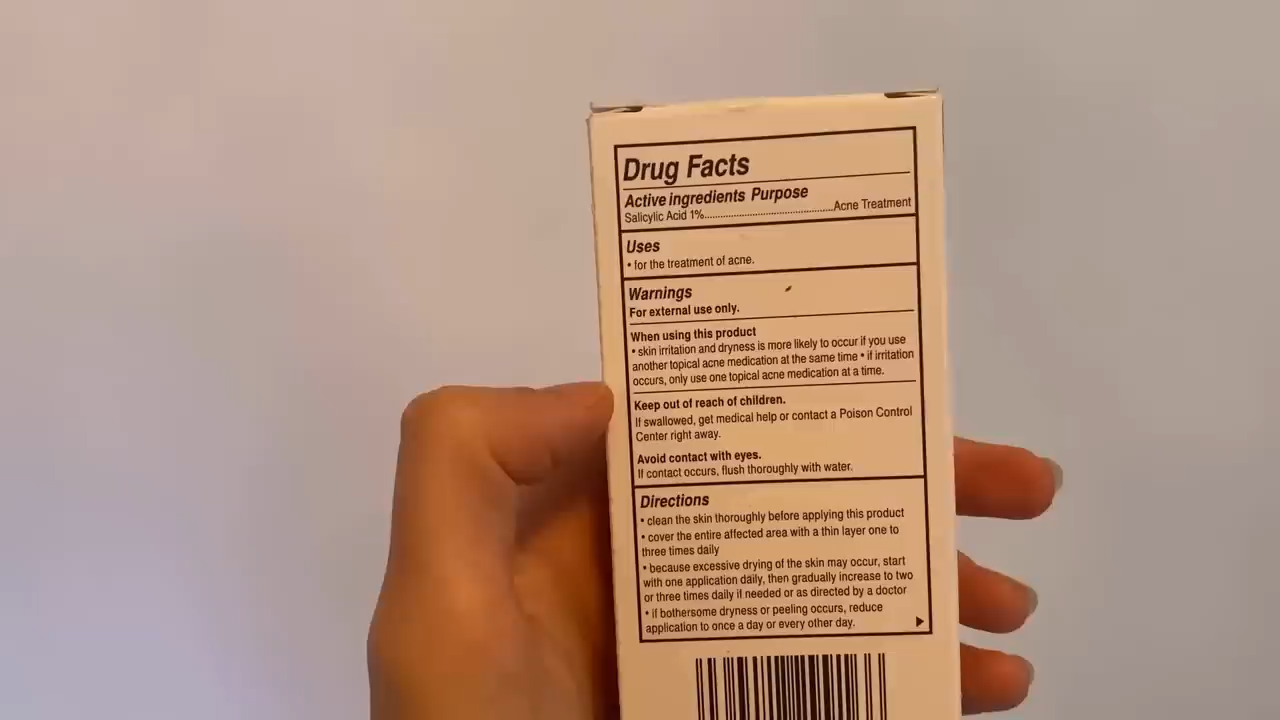 Drug Facts
Active ingredients Purpose
Salicylic Acid 1%..........................................Acne Treatment
Uses
• for the treatment of acne.
Warnings
For external use only.
When using this product
• skin irritation and dryness is more likely to occur if you use
another topical acne medication at the same time • if irritation
occurs, only use one topical acne medication at a time.
Keep out of reach of children.
If swallowed, get medical help or contact a Poison Control
Center right away.
Avoid contact with eyes.
If contact occurs, flush thoroughly with water.
Directions
• clean the skin thoroughly before applying this product
• cover the entire affected area with a thin layer one to
three times daily
• because excessive drying of the skin may occur, start
with one application daily, then gradually increase to two
or three times daily if needed or as directed by a doctor
• if bothersome dryness or peeling occurs, reduce
application to once a day or every other day.